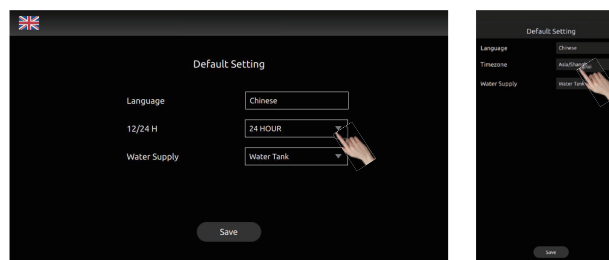 Default Setting
Language Chinese
12/24 H 24 HOUR
Water Supply Water Tank
Save
Default Setting
Language Chinese
Timezone
Water Supply Water Tank
Save